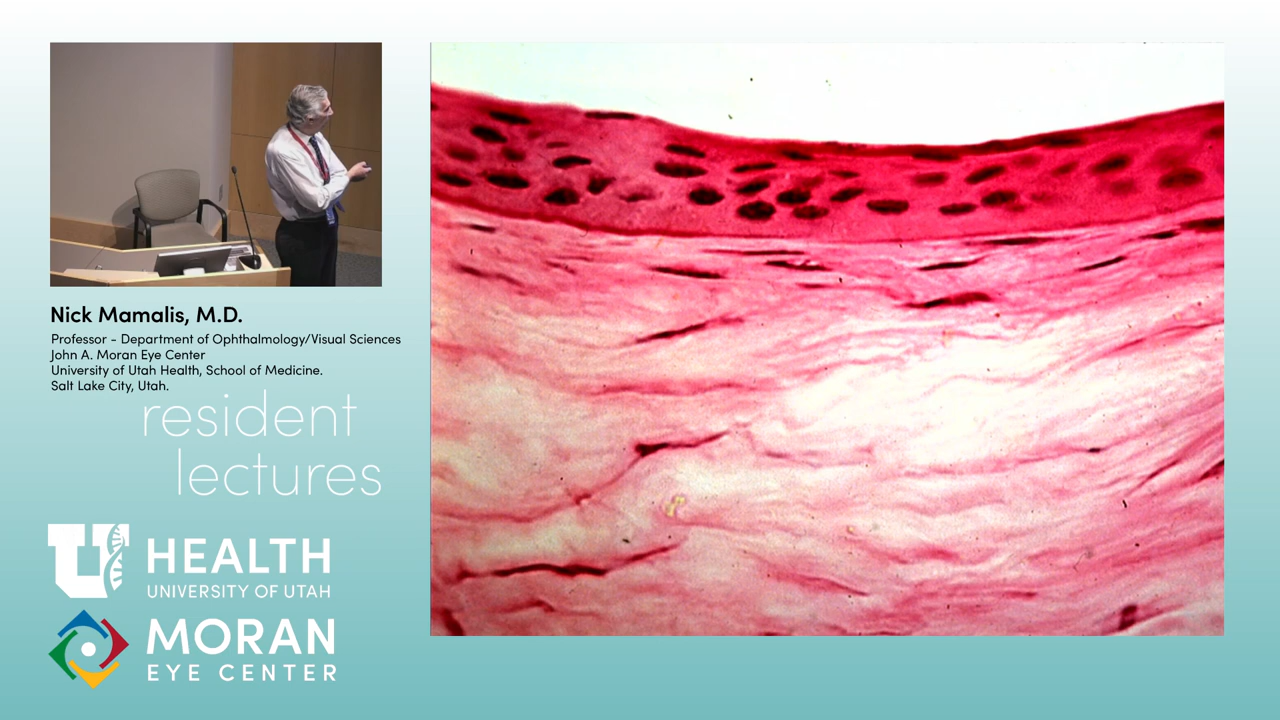 Nick Mamalis, M.D.
Professor - Department of Ophthalmology/Visual Sciences
John A. Moran Eye Center
University of Utah Health, School of Medicine.
Salt Lake City, Utah.
resident
lectures
U HEALTH
UNIVERSITY OF UTAH
MORAN
EYE CENTER